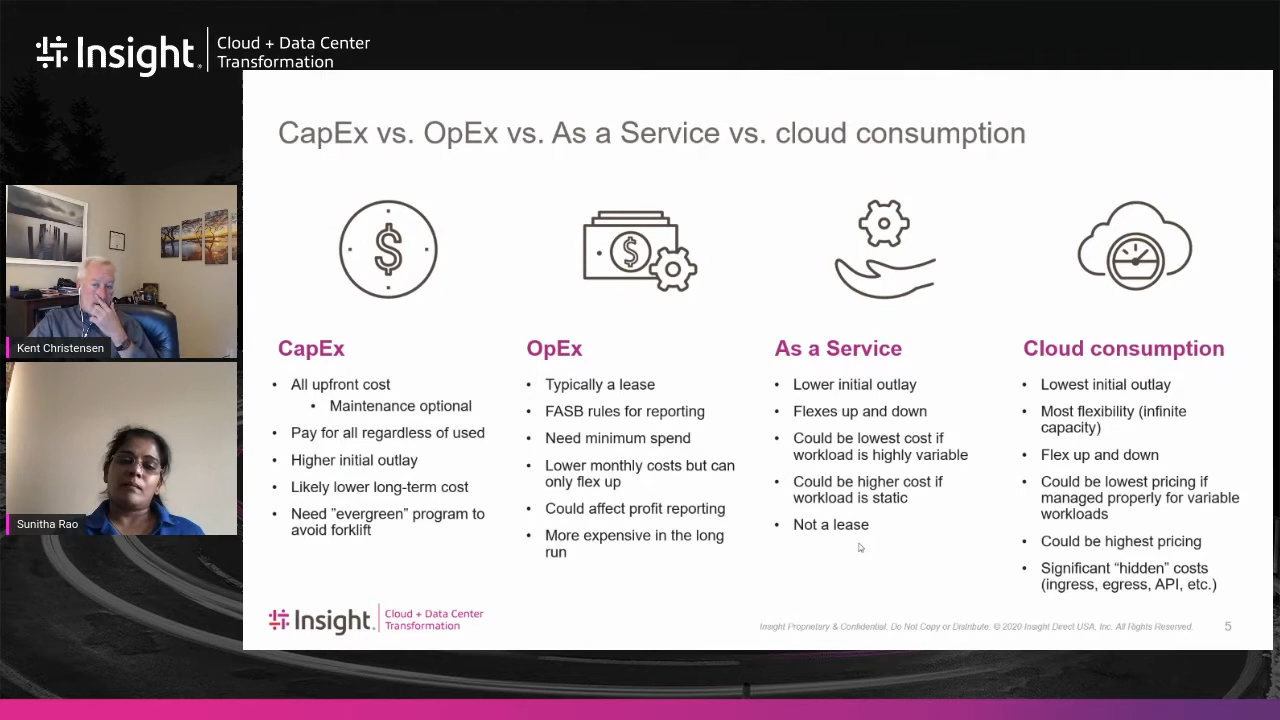 Insight.
Cloud + Data Center
Transformation
Kent Christensen
Sunitha Rao
CapEx vs. OpEx vs. As a Service vs. cloud consumption
$
$
CapEx
• All upfront cost
• Maintenance optional
• Pay for all regardless of used
• Higher initial outlay
• Likely lower long-term cost
• Need "evergreen" program to
avoid forklift
OpEx
• Typically a lease
• FASB rules for reporting
• Need minimum spend
• Lower monthly costs but can
only flex up
• Could affect profit reporting
• More expensive in the long
run
As a Service
• Lower initial outlay
• Flexes up and down
• Could be lowest cost if
workload is highly variable
• Could be higher cost if
workload is static
• Not a lease
Cloud consumption
• Lowest initial outlay
• Most flexibility (infinite
capacity)
• Flex up and down
• Could be lowest pricing if
managed properly for variable
workloads
• Could be highest pricing
• Significant “hidden” costs
(ingress, egress, API, etc.)
Insight.
Cloud + Data Center
Transformation
Insight Proprietary & Confidential. Do Not Copy or Distribute. © 2020 Insight Direct USA, Inc. All Rights Reserved.
5